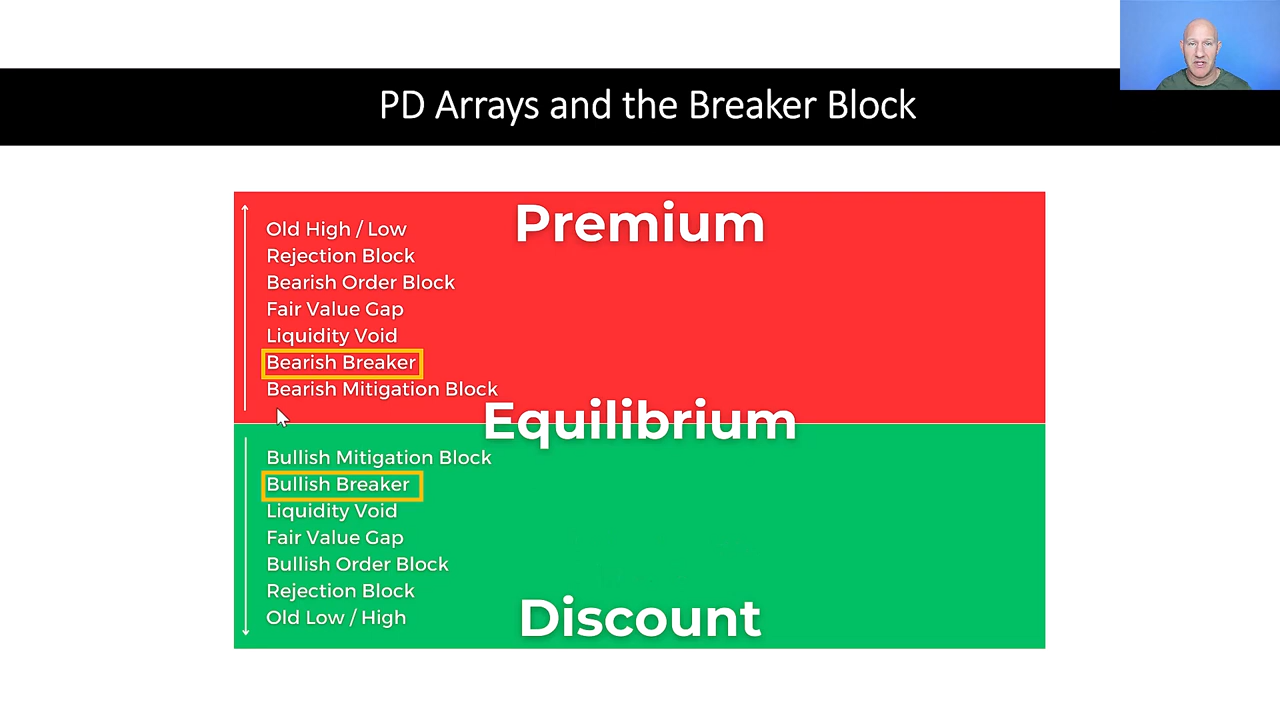 PD Arrays and the Breaker Block
Premium
Old High / Low
Rejection Block
Bearish Order Block
Fair Value Gap
Liquidity Void
Bearish Breaker
Bearish Mitigation Block
Equilibrium
Bullish Mitigation Block
Bullish Breaker
Liquidity Void
Fair Value Gap
Bullish Order Block
Rejection Block
Old Low / High
Discount